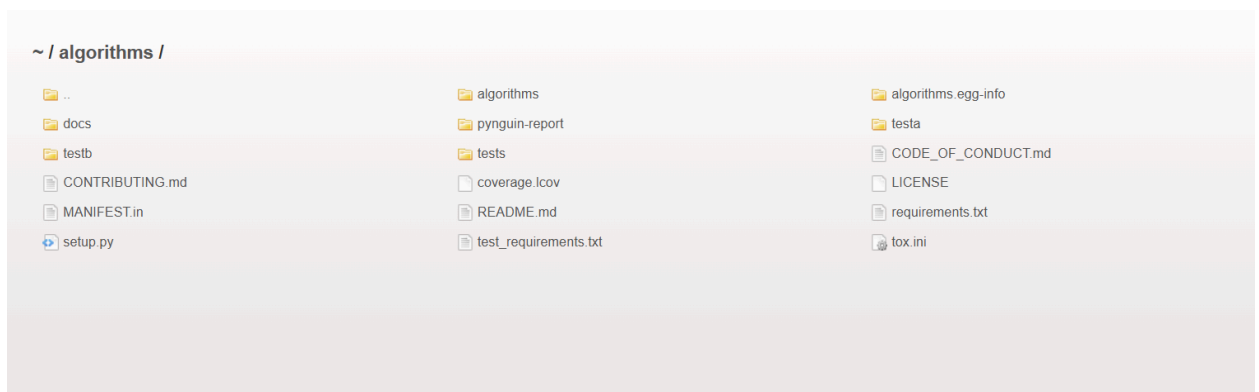 ~ / algorithms /
.. algorithms algorithms.egg-info
docs pynguin-report testa
testb tests CODE_OF_CONDUCT.md
CONTRIBUTING.md coverage.lcov LICENSE
MANIFEST.in README.md requirements.txt
setup.py test_requirements.txt tox.ini